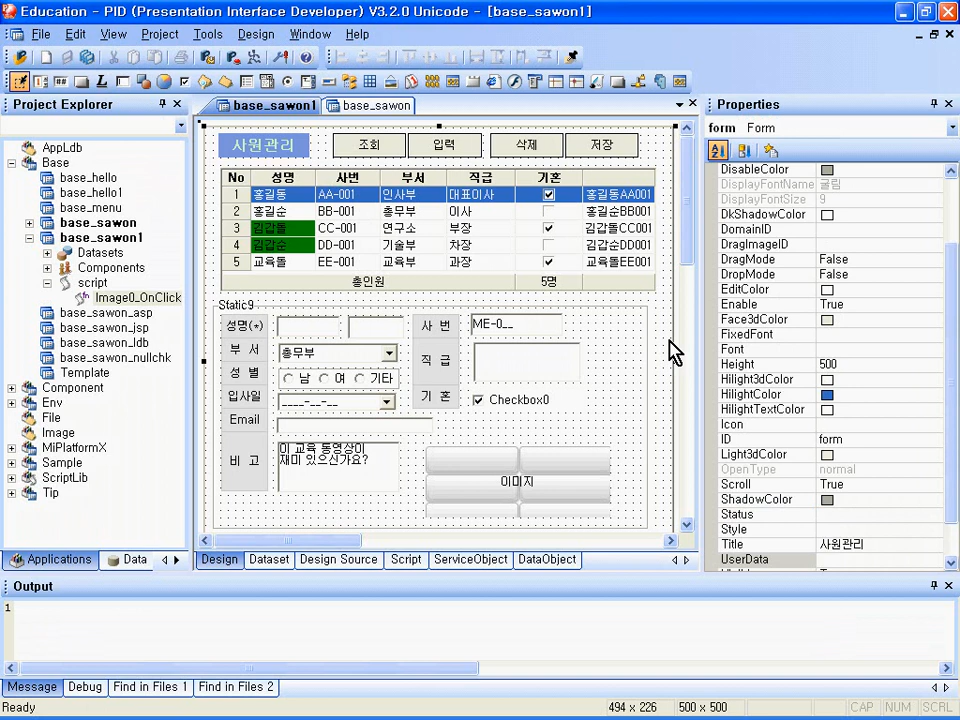 Education - PID (Presentation Interface Developer) V3.2.0 Unicode - [base_sawon1]
File Edit View Project Tools Design Window Help
Project Explorer
base_sawon1 base_sawon
Properties
form Form
AppLdb
Base
base_hello
base_hello1
base_menu
base_sawon
base_sawon1
Datasets
Components
script
Image0_OnClick
base_sawon_asp
base_sawon_jsp
base_sawon_ldb
base_sawon_nullchk
Template
Component
Env
File
Image
MiPlatformX
Sample
ScriptLib
Tip
Applications Data
사원관리 조회 입력 삭제 저장
No 성명 사번 부서 직급 기혼
1 홍길동 AA-001 인사부 대표이사 홍길동AA001
2 홍길순 BB-001 총무부 이사 홍길순BB001
3 김갑돌 CC-001 연구소 부장 김갑돌CC001
4 김갑순 DD-001 기술부 차장 김갑순DD001
5 교육돌 EE-001 교육부 과장 교육돌EE001
총인원 5명
Static9
성명(*) 사 번 ME-0__
부 서 총무부
직 급
성 별 남 여 기타
입사일 ____-__-__
기 혼 Checkbox0
Email
비 고 이 교육 동영상이
재미 있으신가요?
이미지
Design Dataset Design Source Script ServiceObject DataObject
DisableColor
DisplayFontName 굴림
DisplayFontSize 9
DkShadowColor
DomainID
DragImageID
DragMode False
DropMode False
EditColor
Enable True
Face3dColor
FixedFont
Font
Height 500
Hilight3dColor
HilightColor
HilightTextColor
Icon
ID form
Light3dColor
OpenType normal
Scroll True
ShadowColor
Status
Style
Title 사원관리
UserData
Output
1
Message Debug Find in Files 1 Find in Files 2
Ready 494 x 226 500 x 500 CAP NUM SCRL